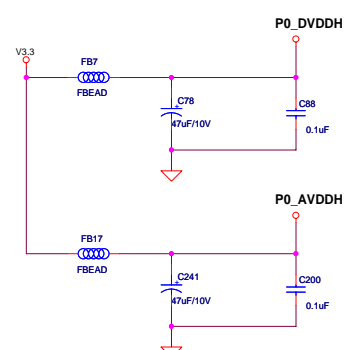 P0_DVDDH
V3.3
FB7
FBEAD
C78
+
47uF/10V
C88
0.1uF
P0_AVDDH
FB17
FBEAD
C241
+
47uF/10V
C200
0.1uF